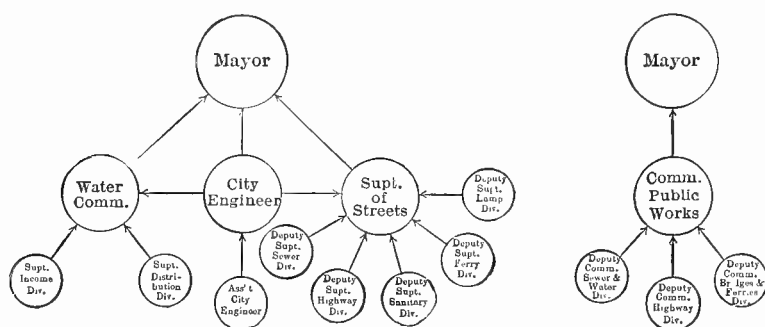 Mayor
Mayor
Water
Comm.
City
Engineer
Supt.
of
Streets
Deputy
Supt.
Lamp
Div.
Comm.
Public
Works
Supt.
Income
Div.
Supt.
Distri-
bution
Div.
Ass't
City
Engineer
Deputy
Supt.
Sewer
Div.
Deputy
Supt.
Highway
Div.
Deputy
Supt.
Sanitary
Div.
Deputy
Supt.
Ferry
Div.
Deputy
Comm.
Sewer &
Water
Div.
Deputy
Comm.
Highway
Div.
Deputy
Comm.
Bridges &
Ferries
Div.